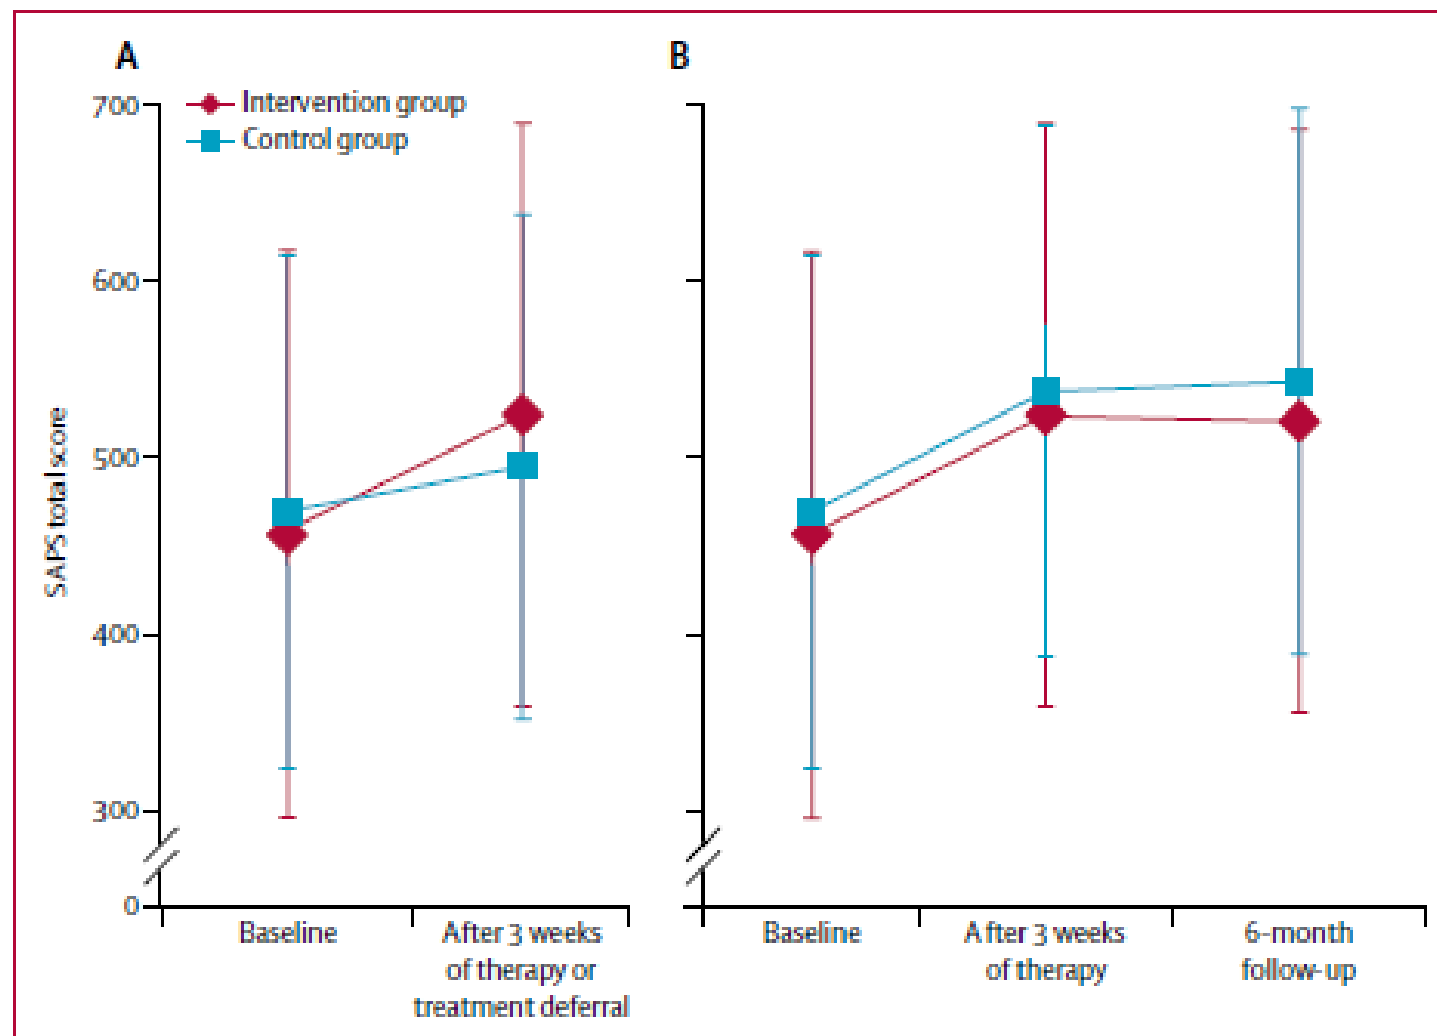 A
B
Intervention group
Control group
700
600
500
400
300
0
SAPS total score
Baseline
After 3 weeks
of therapy or
treatment deferral
Baseline
After 3 weeks
of therapy
6-month
follow-up